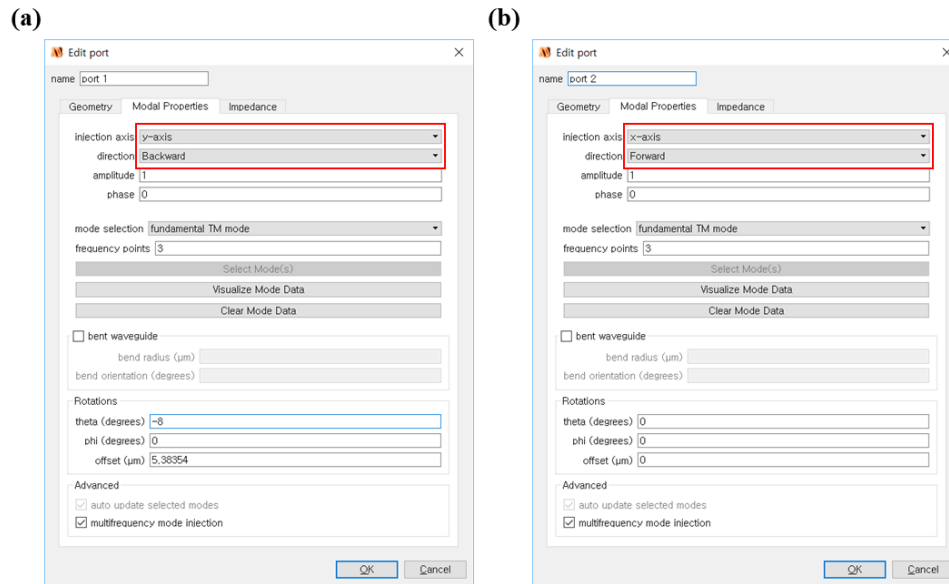 (a)
Edit port
name port 1
Geometry Modal Properties Impedance
injection axis y-axis
direction Backward
amplitude 1
phase 0
mode selection fundamental TM mode
frequency points 3
Select Mode(s)
Visualize Mode Data
Clear Mode Data
bent waveguide
bend radius (µm)
bend orientation (degrees)
Rotations
theta (degrees) -8
phi (degrees) 0
offset (µm) 5,38354
Advanced
auto update selected modes
multifrequency mode injection
OK Cancel
(b)
Edit port
name port 2
Geometry Modal Properties Impedance
injection axis x-axis
direction Forward
amplitude 1
phase 0
mode selection fundamental TM mode
frequency points 3
Select Mode(s)
Visualize Mode Data
Clear Mode Data
bent waveguide
bend radius (µm)
bend orientation (degrees)
Rotations
theta (degrees) 0
phi (degrees) 0
offset (µm) 0
Advanced
auto update selected modes
multifrequency mode injection
OK Cancel